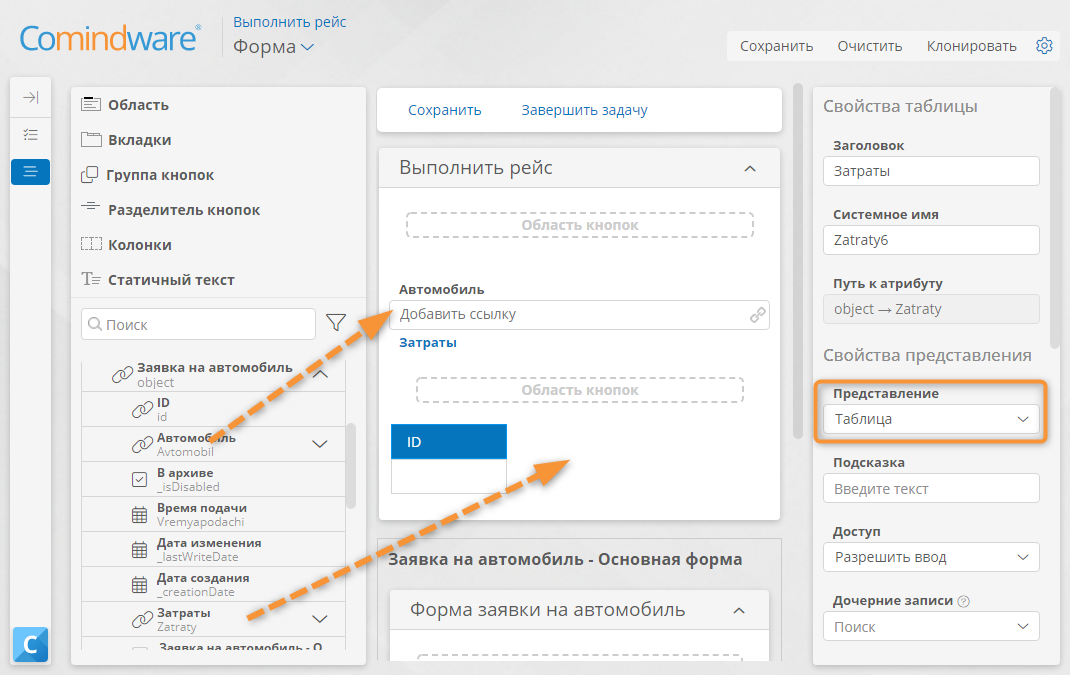 Comindware®
Выполнить рейс
Форма
Сохранить
Очистить
Клонировать
Область
Вкладки
Группа кнопок
Разделитель кнопок
Колонки
Статичный текст
Поиск
Заявка на автомобиль
object
ID
id
Автомобиль
Avtomobil
В архиве
_isDisabled
Время подачи
Vremyapodachi
Дата изменения
_lastWriteDate
Дата создания
_creationDate
Затраты
Zatraty
Заявка на автомобиль - О
C
Сохранить
Завершить задачу
Выполнить рейс
Область кнопок
Автомобиль
Добавить ссылку
Затраты
Область кнопок
ID
Заявка на автомобиль - Основная форма
Форма заявки на автомобиль
Свойства таблицы
Заголовок
Затраты
Системное имя
Zatraty6
Путь к атрибуту
object → Zatraty
Свойства представления
Представление
Таблица
Подсказка
Введите текст
Доступ
Разрешить ввод
Дочерние записи ?
Поиск